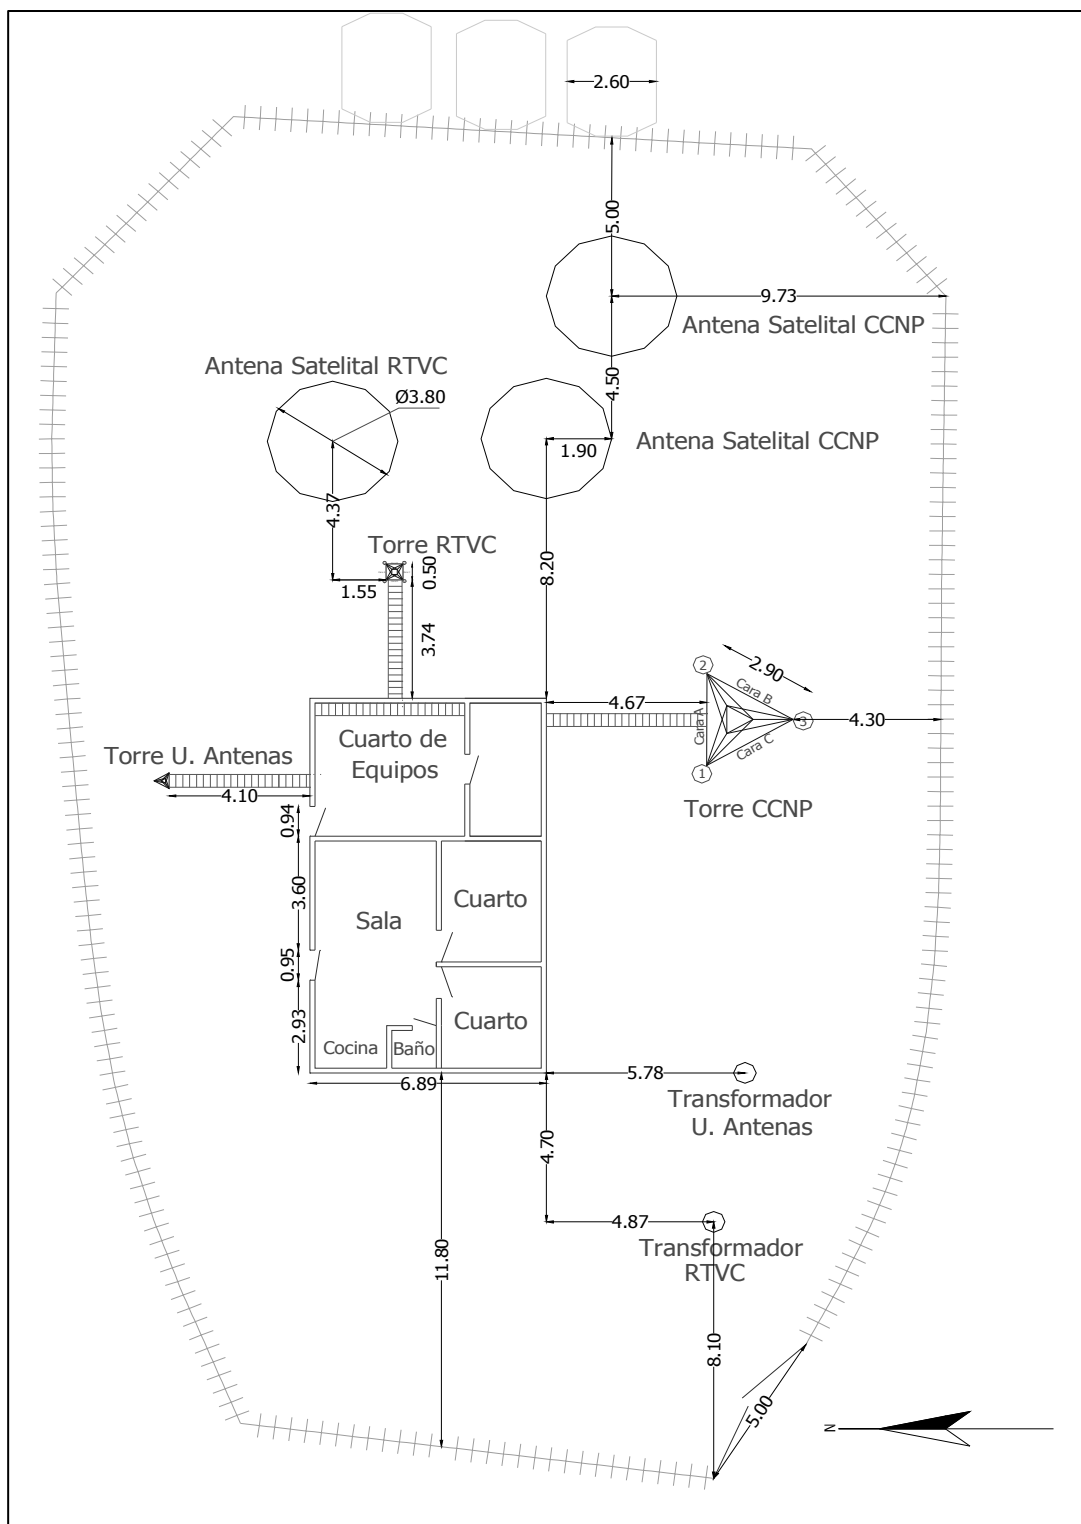 2.60
5.00
9.73
Antena Satelital CCNP
Antena Satelital RTVC
Ø3.80
4.50
Antena Satelital CCNP
1.90
4.37
Torre RTVC
0.50
1.55
8.20
3.74
2
2.90
Cara B
4.67
Cara A
3
4.30
Cuarto de
Equipos
Cara C
Torre U. Antenas
1
4.10
Torre CCNP
0.94
3.60
Cuarto
Sala
0.95
2.93
Cuarto
Cocina
Baño
6.89
5.78
Transformador
U. Antenas
4.70
4.87
Transformador
RTVC
11.80
8.10
5.00
N